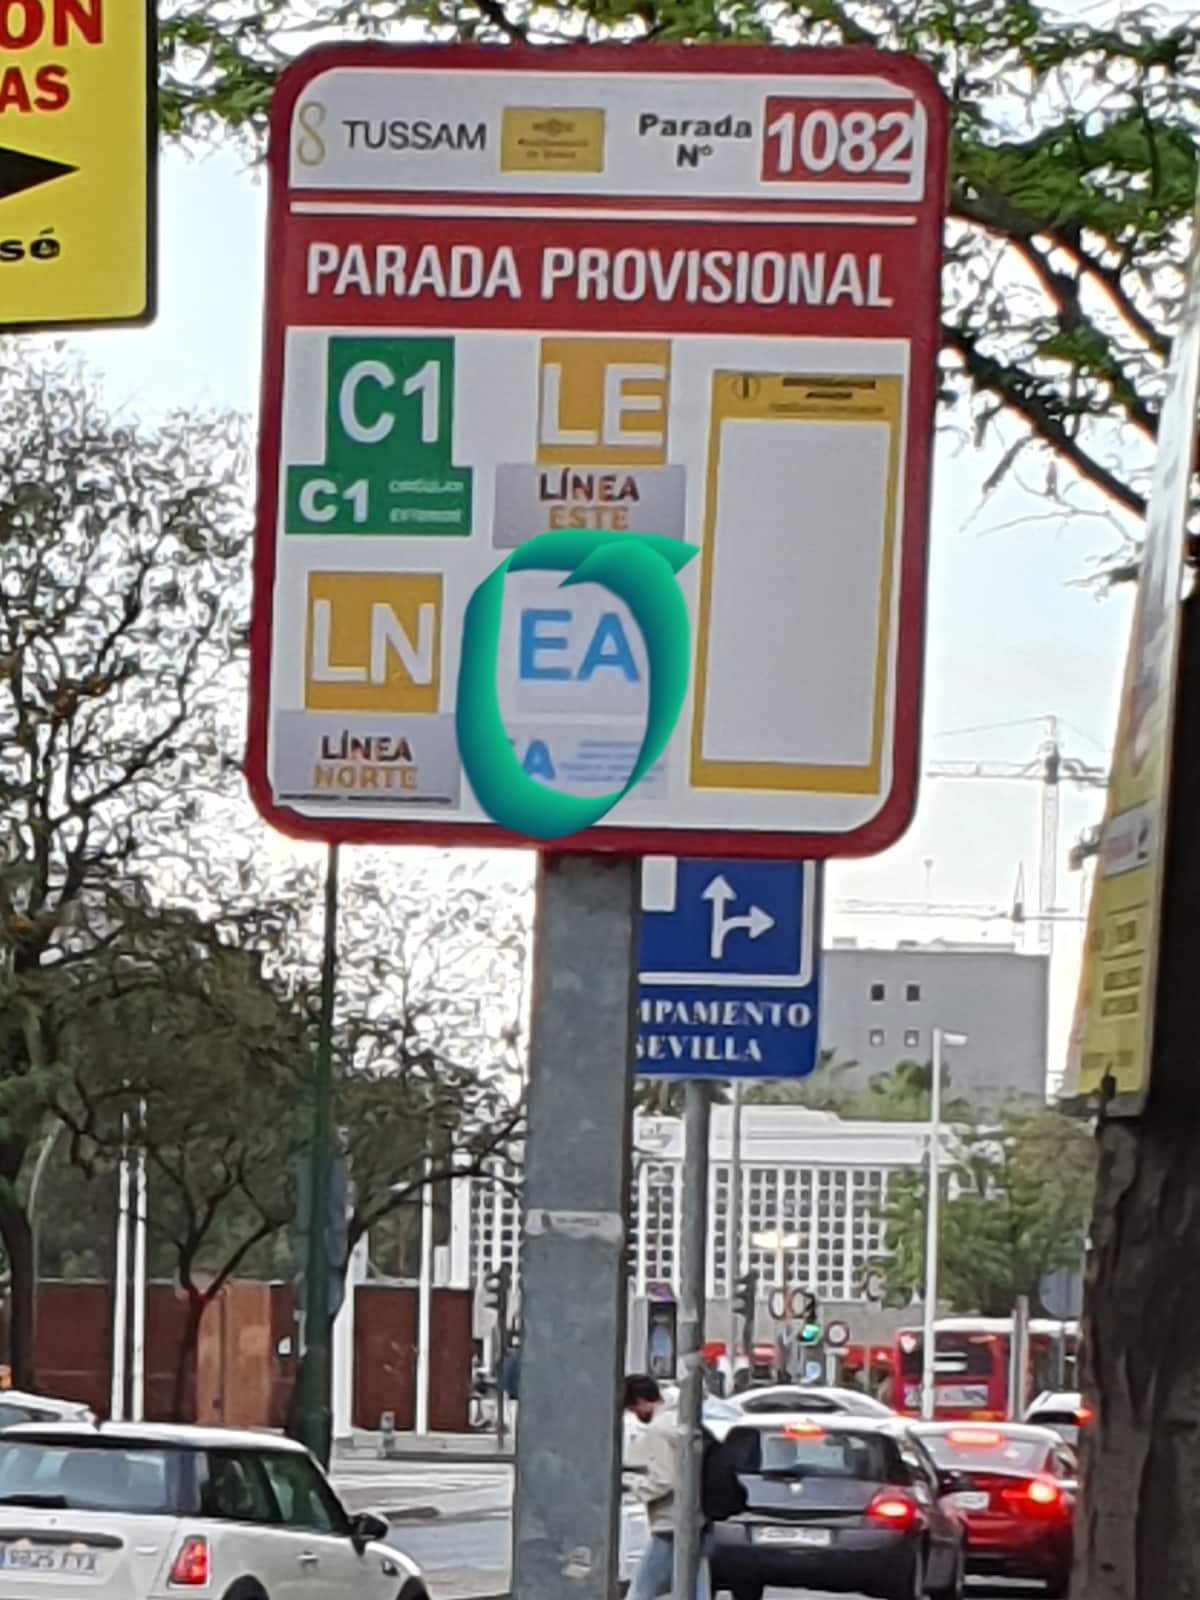 ÓN
AS
sé
TUSSAM
Parada
Nº
1082
PARADA PROVISIONAL
C1
C1
LE
LÍNEA
ESTE
LN
LÍNEA
NORTE
EA
A
MPAMENTO
SEVILLA